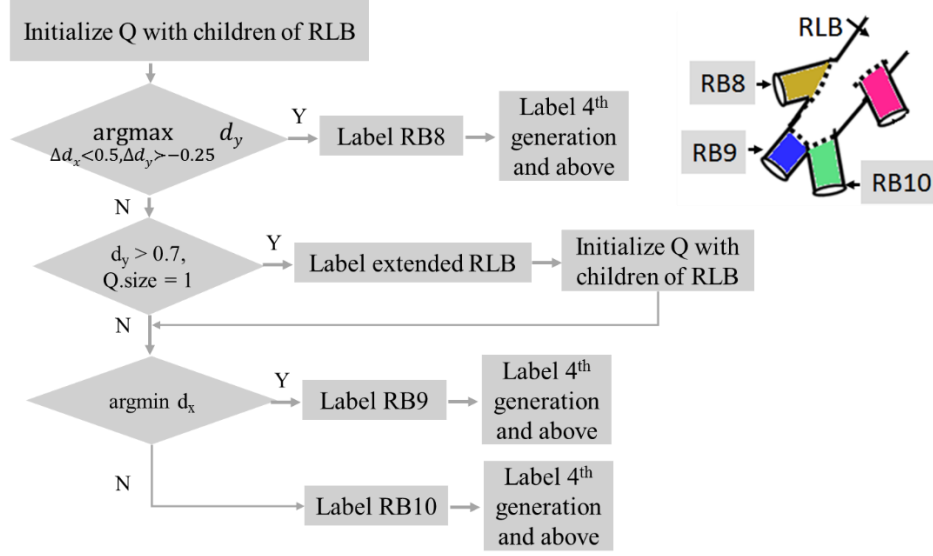 Initialize Q with children of RLB
argmax d_y
Δd_x<0.5,Δd_y>−0.25
Y
Label RB8
Label 4th
generation
and above
N
d_y > 0.7,
Q.size = 1
Y
Label extended RLB
Initialize Q with
children of RLB
N
argmin d_x
Y
Label RB9
Label 4th
generation
and above
N
Label RB10
Label 4th
generation
and above
RLB
RB8
RB9
RB10